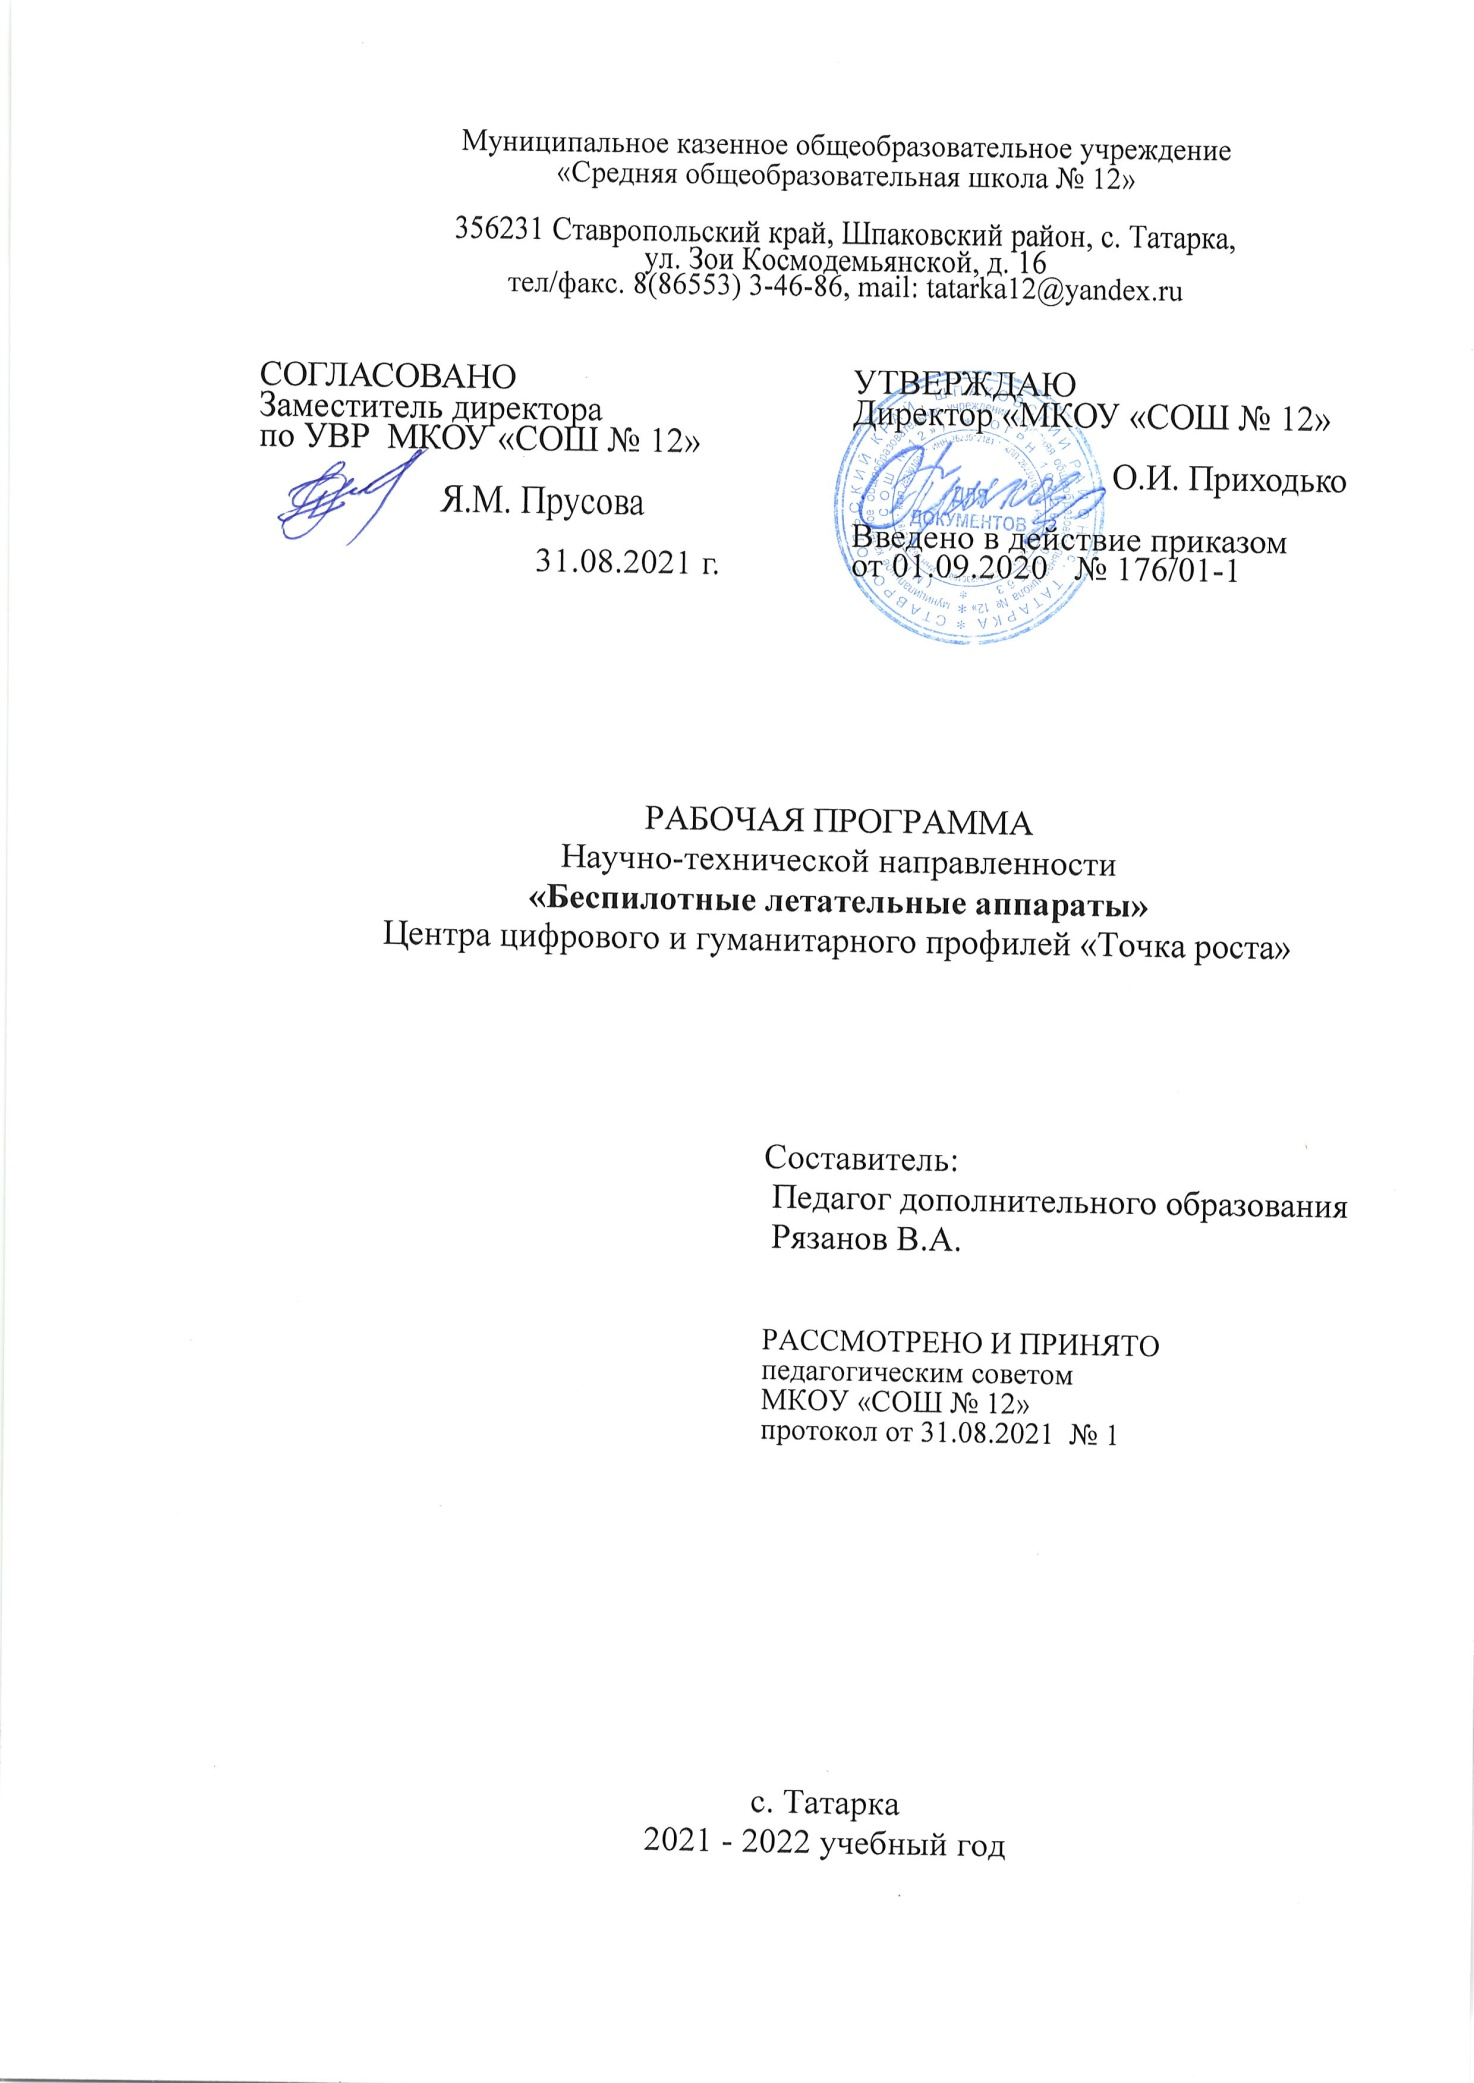 Муниципальное казенное общеобразовательное учреждение
«Средняя общеобразовательная школа № 12»
356231 Ставропольский край, Шпаковский район, с. Татарка,
ул. Зои Космодемьянской, д. 16
тел/факс. 8(86553) 3-46-86, mail: tatarka12@yandex.ru
СОГЛАСОВАНО
Заместитель директора
по УВР МКОУ «СОШ № 12»
Я.М. Прусова
31.08.2021 г.
УТВЕРЖДАЮ
Директор «МКОУ «СОШ № 12»
О.И. Приходько
Введено в действие приказом
от 01.09.2020 № 176/01-1
ДЛЯ
ДОКУМЕНТОВ
РАБОЧАЯ ПРОГРАММА
Научно-технической направленности
«Беспилотные летательные аппараты»
Центра цифрового и гуманитарного профилей «Точка роста»
Составитель:
Педагог дополнительного образования
Рязанов В.А.
РАССМОТРЕНО И ПРИНЯТО
педагогическим советом
МКОУ «СОШ № 12»
протокол от 31.08.2021 № 1
с. Татарка
2021 - 2022 учебный год